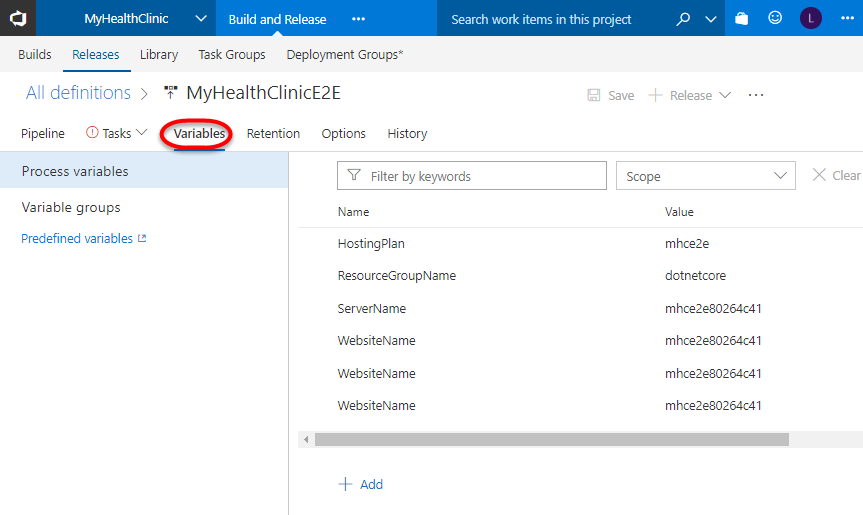 MyHealthClinic Build and Release ... Search work items in this project L ...
Builds Releases Library Task Groups Deployment Groups*
All definitions > MyHealthClinicE2E Save + Release ...
Pipeline Tasks Variables Retention Options History
Process variables
Variable groups
Predefined variables
Filter by keywords Scope Clear
Name Value
HostingPlan mhce2e
ResourceGroupName dotnetcore
ServerName mhce2e80264c41
WebsiteName mhce2e80264c41
WebsiteName mhce2e80264c41
WebsiteName mhce2e80264c41
+ Add